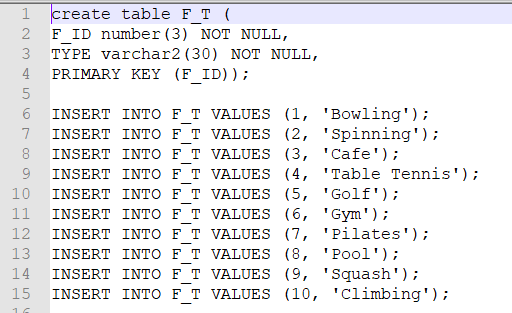 1 create table F_T (
2 F_ID number(3) NOT NULL,
3 TYPE varchar2(30) NOT NULL,
4 PRIMARY KEY (F_ID));
5
6 INSERT INTO F_T VALUES (1, 'Bowling');
7 INSERT INTO F_T VALUES (2, 'Spinning');
8 INSERT INTO F_T VALUES (3, 'Cafe');
9 INSERT INTO F_T VALUES (4, 'Table Tennis');
10 INSERT INTO F_T VALUES (5, 'Golf');
11 INSERT INTO F_T VALUES (6, 'Gym');
12 INSERT INTO F_T VALUES (7, 'Pilates');
13 INSERT INTO F_T VALUES (8, 'Pool');
14 INSERT INTO F_T VALUES (9, 'Squash');
15 INSERT INTO F_T VALUES (10, 'Climbing');